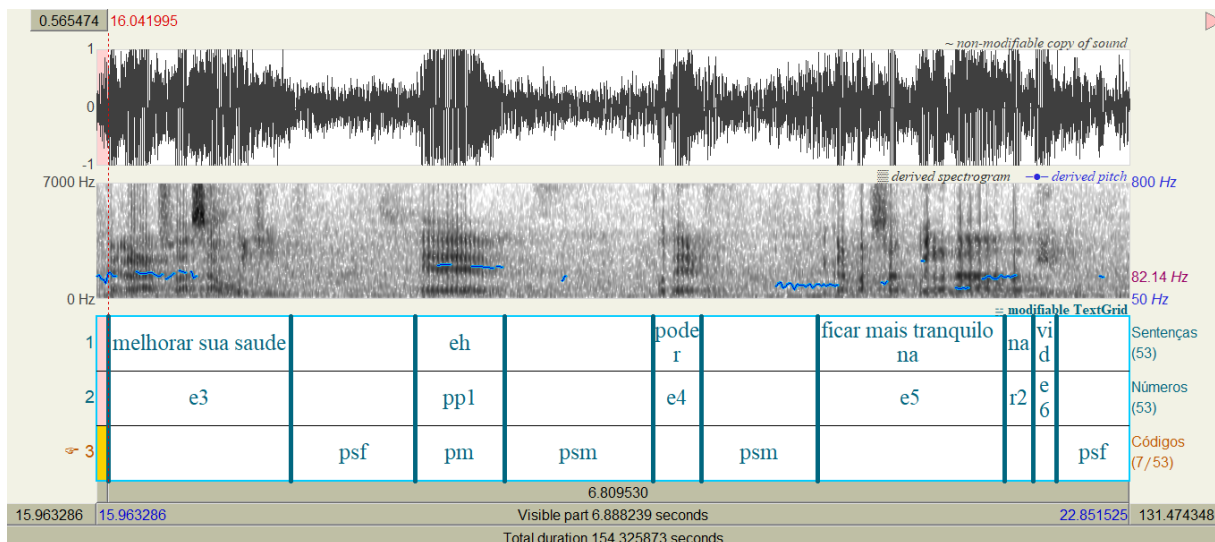 0.565474 16.041995
~ non-modifiable copy of sound
1
0
-1
derived spectrogram derived pitch
7000 Hz 800 Hz
82.14 Hz
0 Hz 50 Hz
modifiable TextGrid
1 melhorar sua saude eh pode r ficar mais tranquilo na na vi d Sentenças (53)
2 e3 pp1 e4 e5 r2 e 6 Números (53)
3 psf pm psm psm psf Códigos (7/53)
6.809530
15.963286 15.963286 Visible part 6.888239 seconds 22.851525 131.474348
Total duration 154.325873 seconds